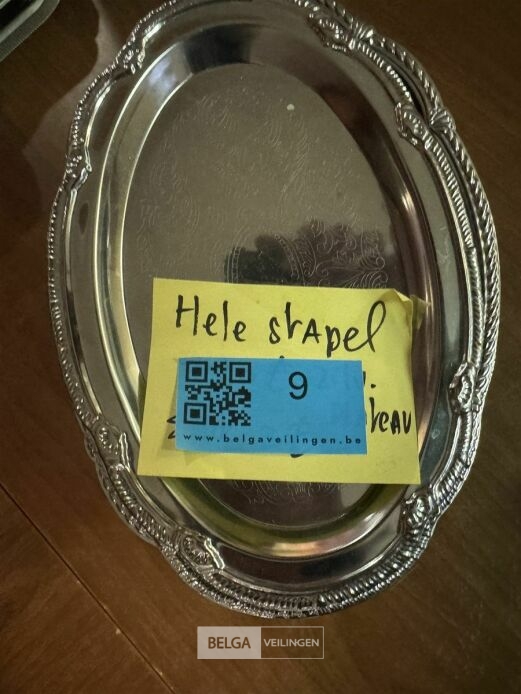 Hele stapel
9
www.belgaveilingen.be
BELGA VEILINGEN